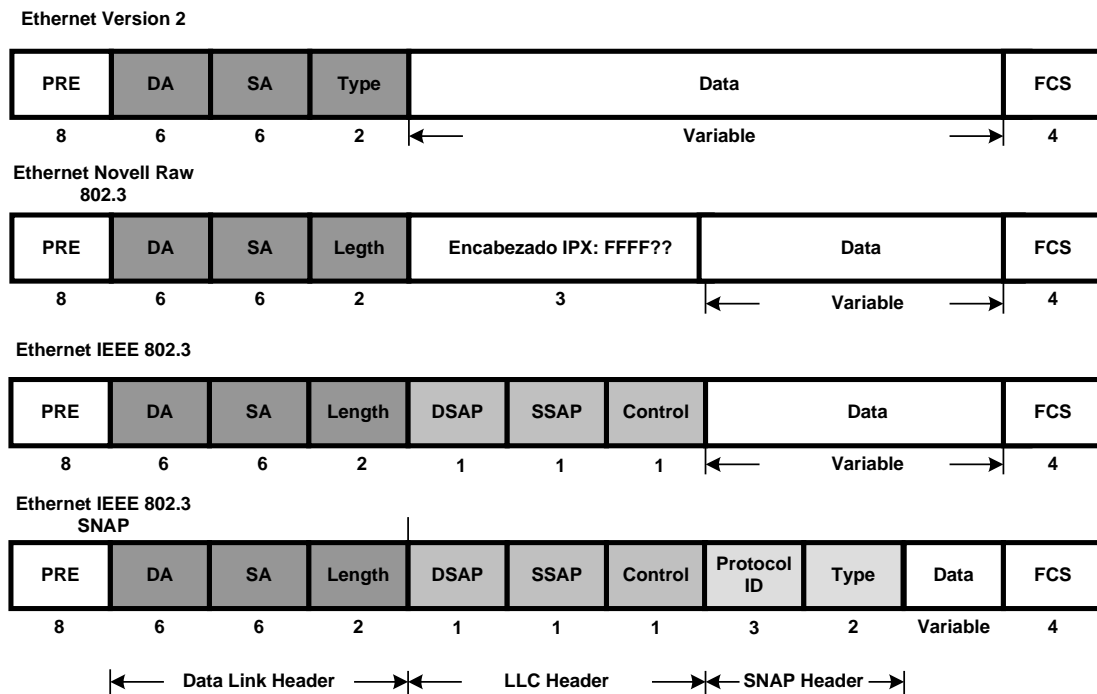 Ethernet Version 2
PRE DA SA Type Data FCS
8 6 6 2 Variable 4
Ethernet Novell Raw
802.3
PRE DA SA Legth Encabezado IPX: FFFF?? Data FCS
8 6 6 2 3 Variable 4
Ethernet IEEE 802.3
PRE DA SA Length DSAP SSAP Control Data FCS
8 6 6 2 1 1 1 Variable 4
Ethernet IEEE 802.3
SNAP
PRE DA SA Length DSAP SSAP Control Protocol ID Type Data FCS
8 6 6 2 1 1 1 3 2 Variable 4
Data Link Header LLC Header SNAP Header